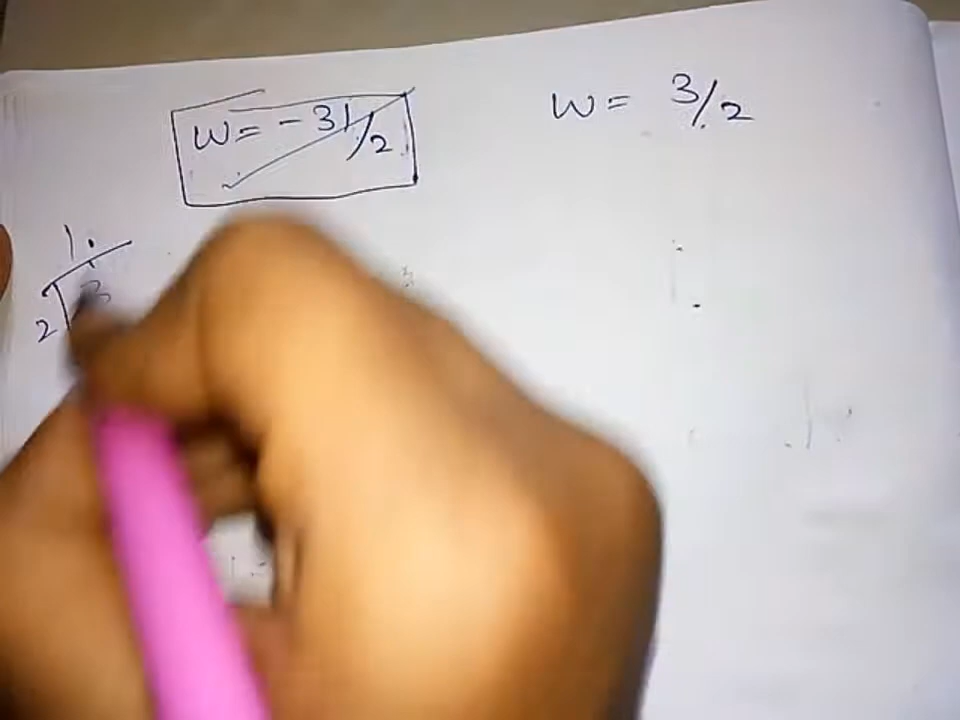 w = - 31/2
w = 3/2
1.
2 3